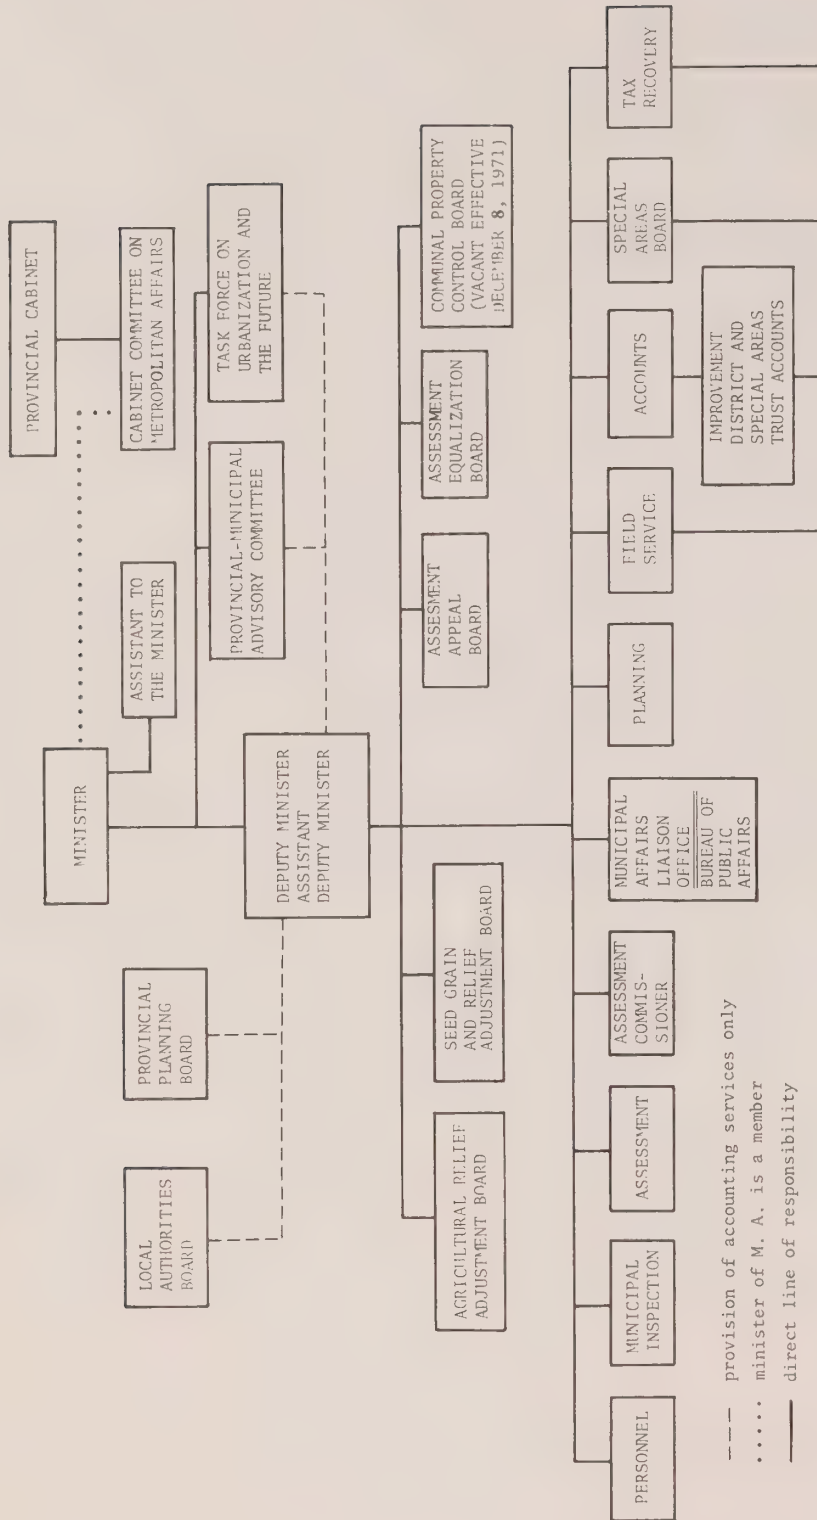 PROVINCIAL CABINET
MINISTER
CABINET COMMITTEE ON
METROPOLITAN AFFAIRS
ASSISTANT TO
THE MINISTER
LOCAL
AUTHORITIES
BOARD
PROVINCIAL
PLANNING
BOARD
PROVINCIAL-MUNICIPAL
ADVISORY COMMITTEE
TASK FORCE ON
URBANIZATION AND
THE FUTURE
DEPUTY MINISTER
ASSISTANT
DEPUTY MINISTER
AGRICULTURAL RELIEF
ADJUSTMENT BOARD
SEED GRAIN
AND RELIEF
ADJUSTMENT BOARD
ASSESMENT
APPEAL
BOARD
ASSESSMENT
EQUALIZATION
BOARD
COMMUNAL PROPERTY
CONTROL BOARD
(VACANT EFFECTIVE
DECEMBER 8, 1971)
PERSONNEL
MUNICIPAL
INSPECTION
ASSESSMENT
ASSESSMENT
COMMIS-
SIONER
MUNICIPAL
AFFAIRS
LIAISON
OFFICE
BUREAU OF
PUBLIC
AFFAIRS
PLANNING
FIELD
SERVICE
ACCOUNTS
SPECIAL
AREAS
BOARD
TAX
RECOVERY
IMPROVEMENT
DISTRICT AND
SPECIAL AREAS
TRUST ACCOUNTS
provision of accounting services only
minister of M. A. is a member
direct line of responsibility